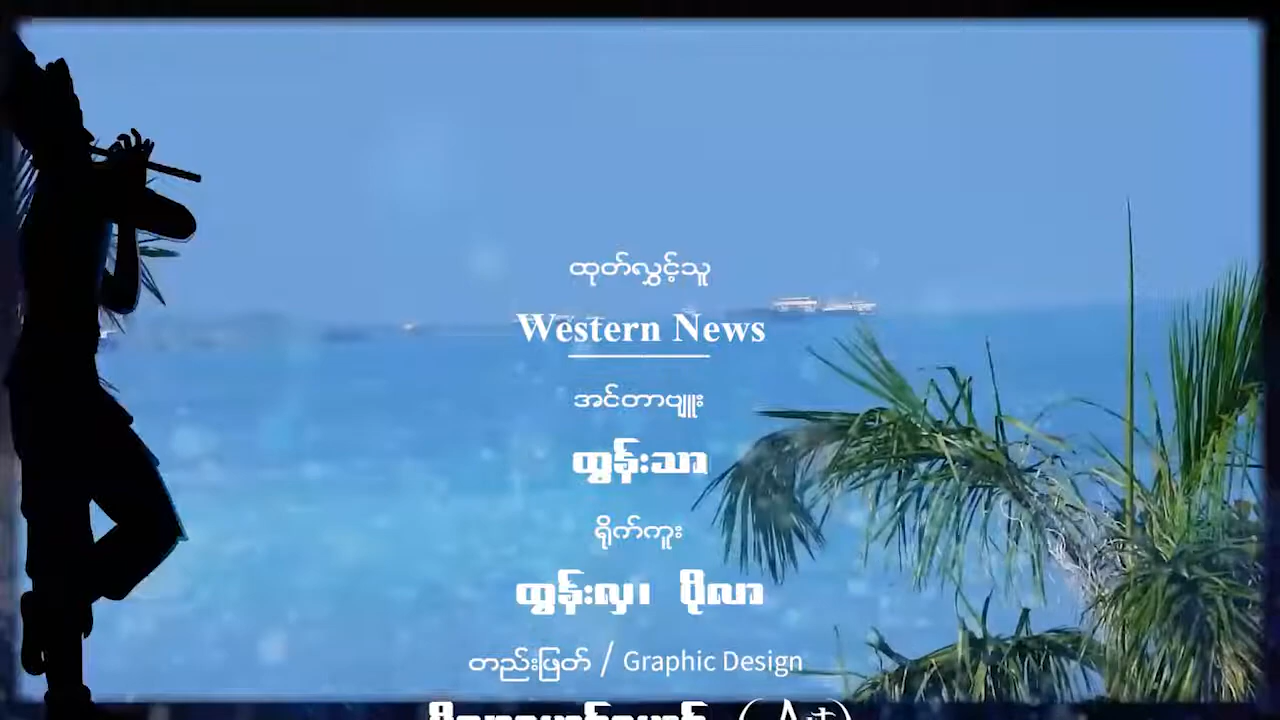 ထုတ်လွှင့်သူ
Western News
အင်တာဗျူး
ထွန်းသာ
ရိုက်ကူး
ထွန်းလှ၊ ပိုလာ
တည်းဖြတ် / Graphic Design